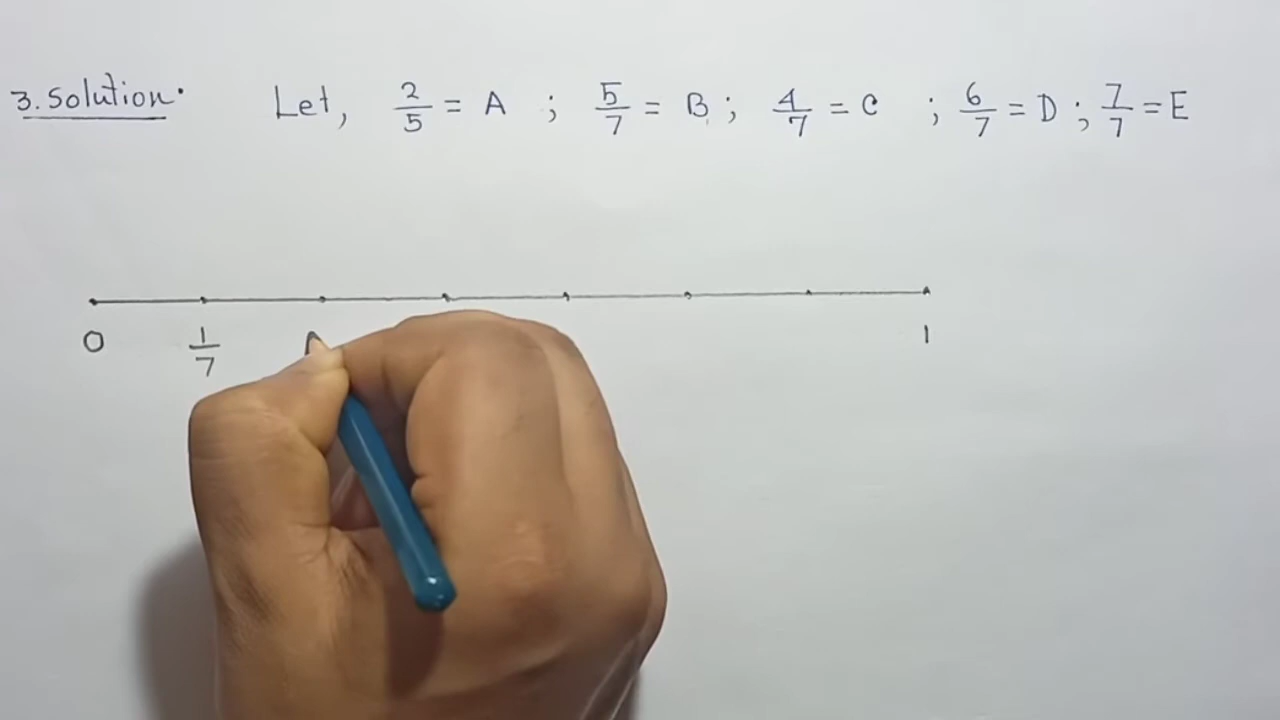 3. Solution. Let, 2/5 = A ; 5/7 = B ; 4/7 = C ; 6/7 = D ; 7/7 = E
0 1/7 1